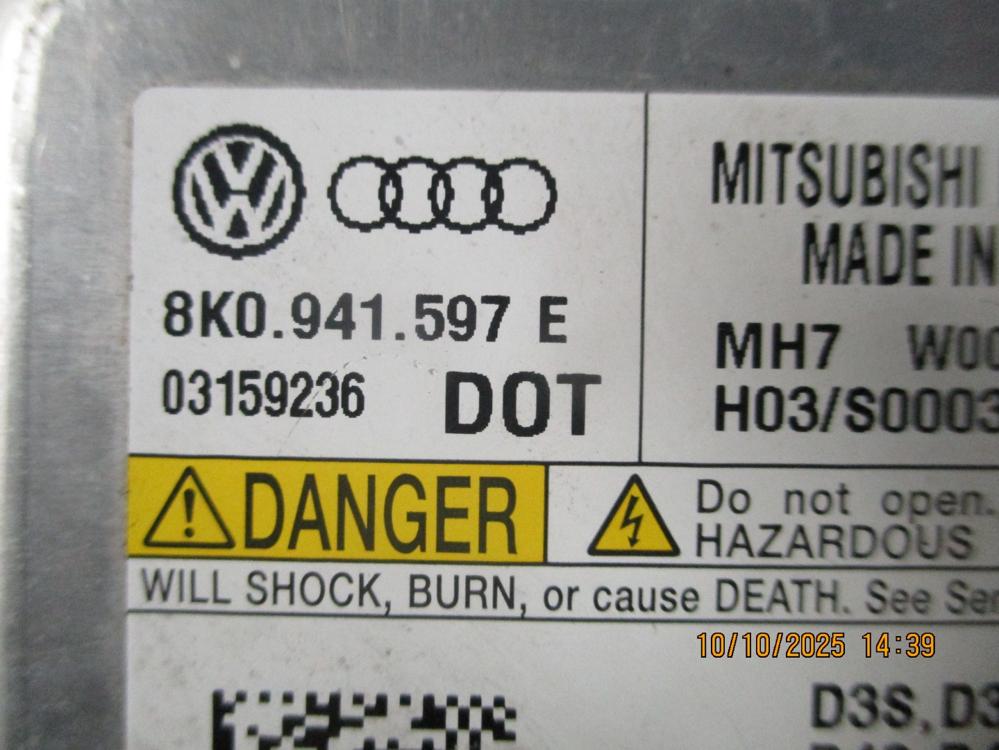 8K0.941.597 E
03159236 DOT
MITSUBISHI
MADE IN
MH7 W00
H03/S0003
DANGER
Do not open.
HAZARDOUS
WILL SHOCK, BURN, or cause DEATH. See
10/10/2025 14:39
D3S,